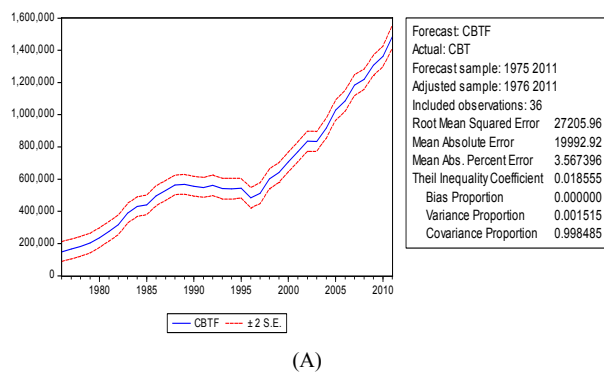 1,600,000
1,400,000
1,200,000
1,000,000
800,000
600,000
400,000
200,000
0
1980 1985 1990 1995 2000 2005 2010
CBTF ± 2 S.E.
Forecast: CBTF
Actual: CBT
Forecast sample: 1975 2011
Adjusted sample: 1976 2011
Included observations: 36
Root Mean Squared Error 27205.96
Mean Absolute Error 19992.92
Mean Abs. Percent Error 3.567396
Theil Inequality Coefficient 0.018555
Bias Proportion 0.000000
Variance Proportion 0.001515
Covariance Proportion 0.998485
(A)